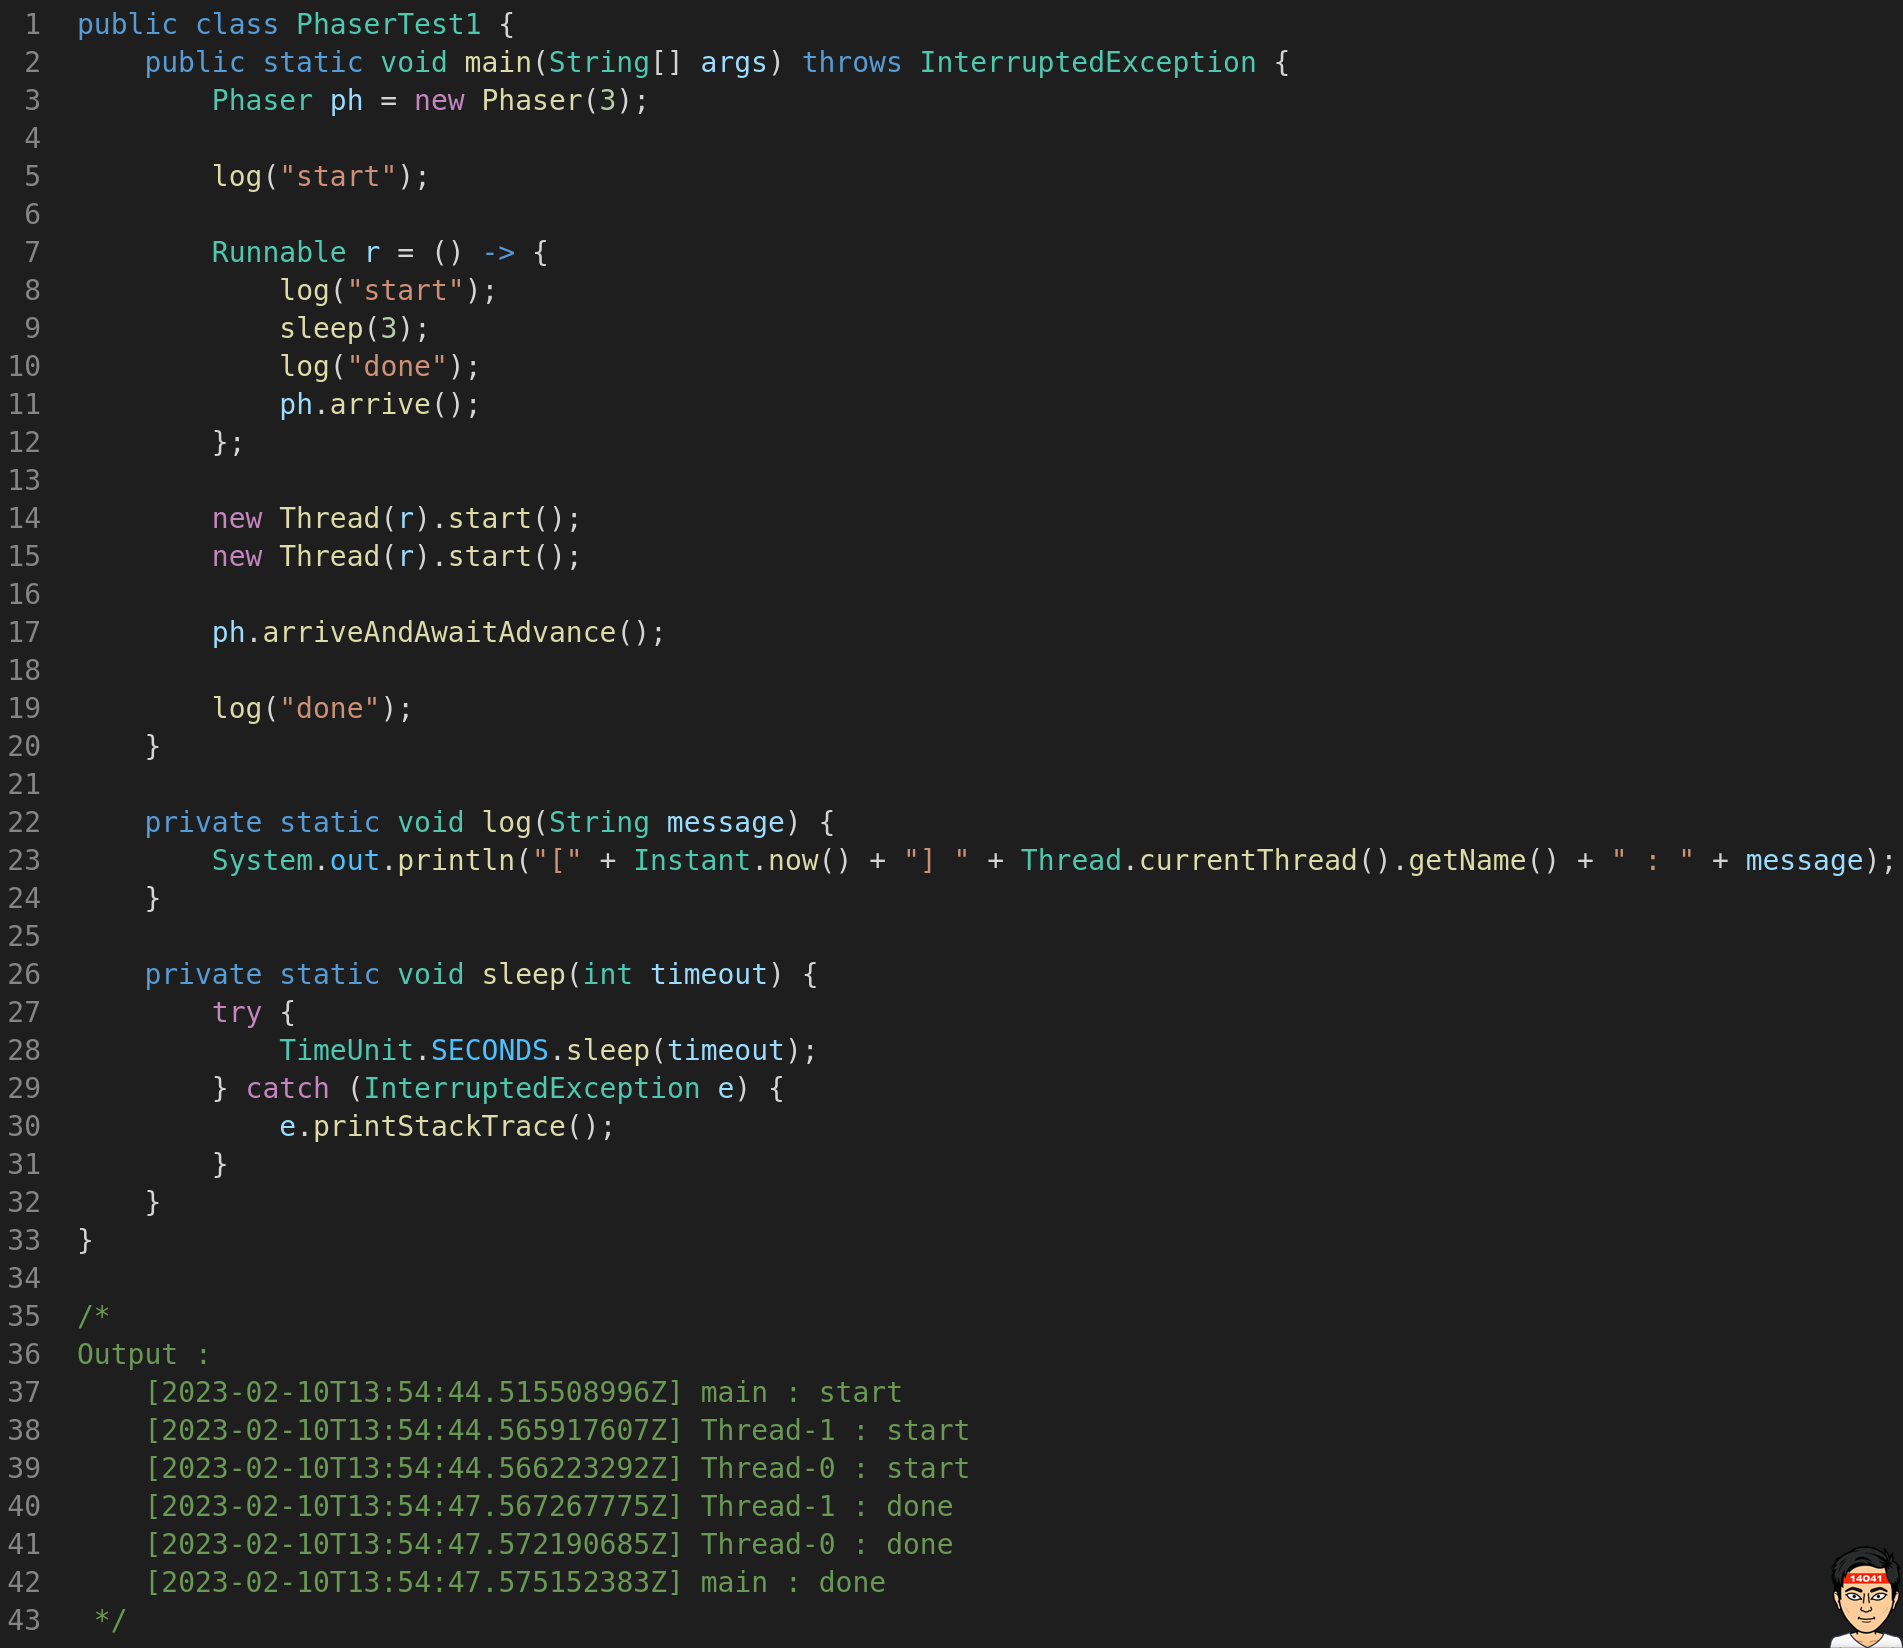 1 public class PhaserTest1 {
2     public static void main(String[] args) throws InterruptedException {
3         Phaser ph = new Phaser(3);
4
5         log("start");
6
7         Runnable r = () -> {
8             log("start");
9             sleep(3);
10             log("done");
11             ph.arrive();
12         };
13
14         new Thread(r).start();
15         new Thread(r).start();
16
17         ph.arriveAndAwaitAdvance();
18
19         log("done");
20     }
21
22     private static void log(String message) {
23         System.out.println("[" + Instant.now() + "] " + Thread.currentThread().getName() + " : " + message);
24     }
25
26     private static void sleep(int timeout) {
27         try {
28             TimeUnit.SECONDS.sleep(timeout);
29         } catch (InterruptedException e) {
30             e.printStackTrace();
31         }
32     }
33 }
34
35 /*
36 Output :
37     [2023-02-10T13:54:44.515508996Z] main : start
38     [2023-02-10T13:54:44.565917607Z] Thread-1 : start
39     [2023-02-10T13:54:44.566223292Z] Thread-0 : start
40     [2023-02-10T13:54:47.567267775Z] Thread-1 : done
41     [2023-02-10T13:54:47.572190685Z] Thread-0 : done
42     [2023-02-10T13:54:47.575152383Z] main : done
43  */
14041